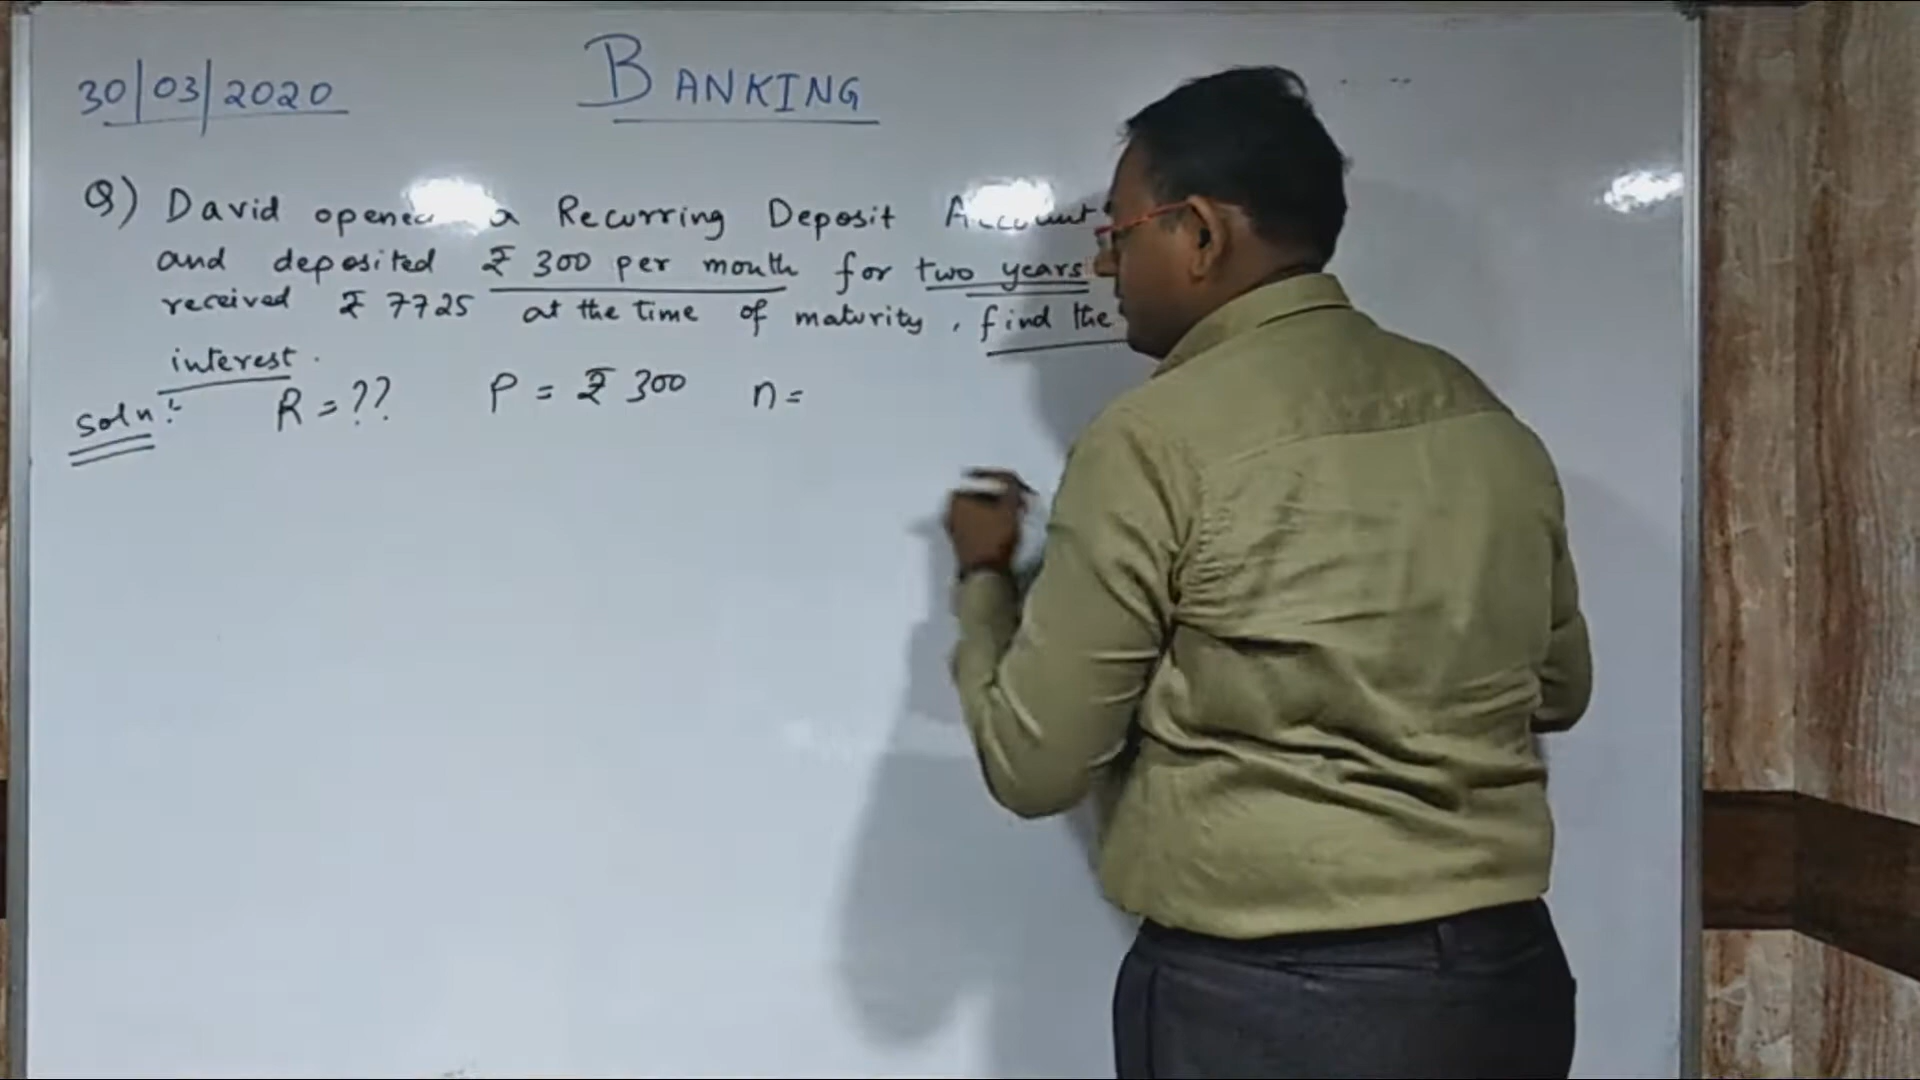 30/03/2020
BANKING
Q) David opened a Recurring Deposit Account
and deposited ₹ 300 per month for two years
received ₹ 7725 at the time of maturity, find the
interest.
Soln: R = ?? P = ₹ 300 n =